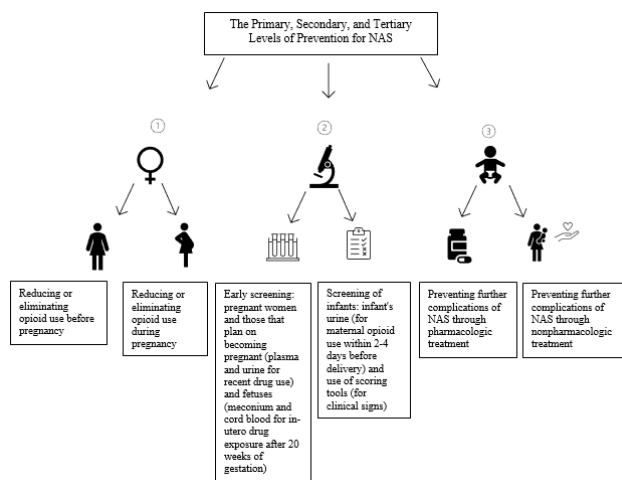 The Primary, Secondary, and Tertiary
Levels of Prevention for NAS
1
2
3
Reducing or
eliminating
opioid use before
pregnancy
Reducing or
eliminating
opioid use
during
pregnancy
Early screening:
pregnant women
and those that
plan on
becoming
pregnant
(plasma and
urine for
recent drug use)
and fetuses
(meconium and
cord blood for in-
utero drug
exposure after 20
weeks of
gestation)
Screening of
infants: infant's
urine (for
maternal opioid
use within 2-4
days before
delivery) and use
of scoring
tools (for
clinical signs)
Preventing further
complications of
NAS through
pharmacologic
treatment
Preventing further
complications of
NAS through
nonpharmacologic
treatment